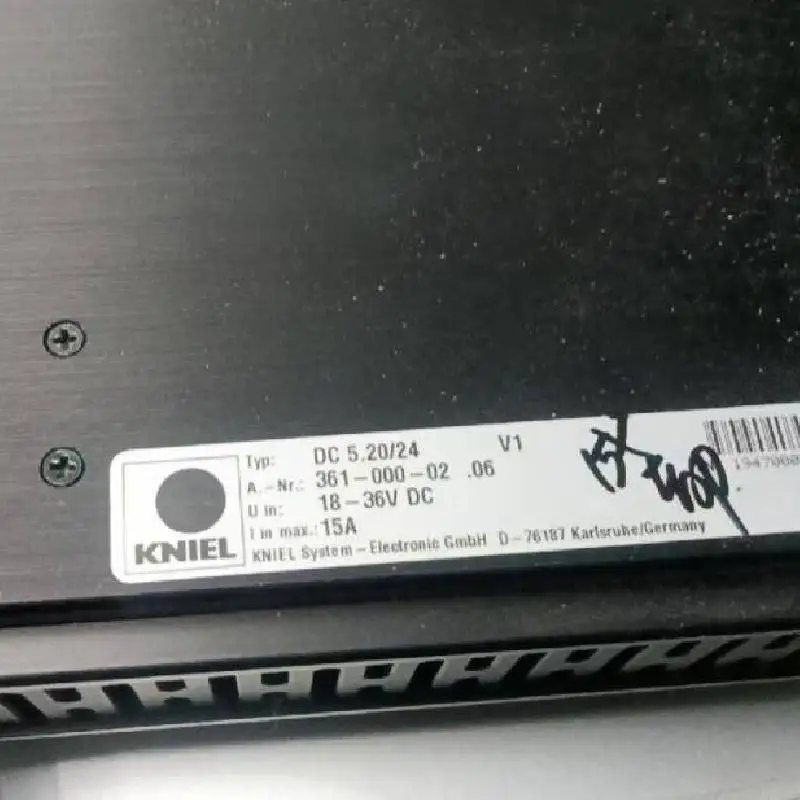 Typ: DC 5.20/24 V1
A.-Nr.: 361-000-02 .06
U in: 18-36V DC
I in max.: 15A
KNIEL System-Electronic GmbH D-76187 Karlsruhe/Germany
KNIEL